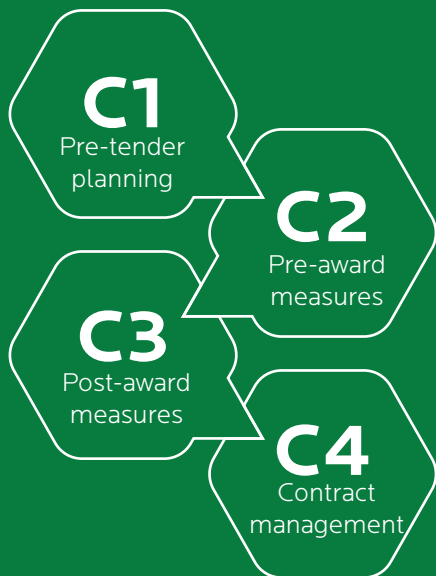 C1
Pre-tender
planning
C2
Pre-award
measures
C3
Post-award
measures
C4
Contract
management